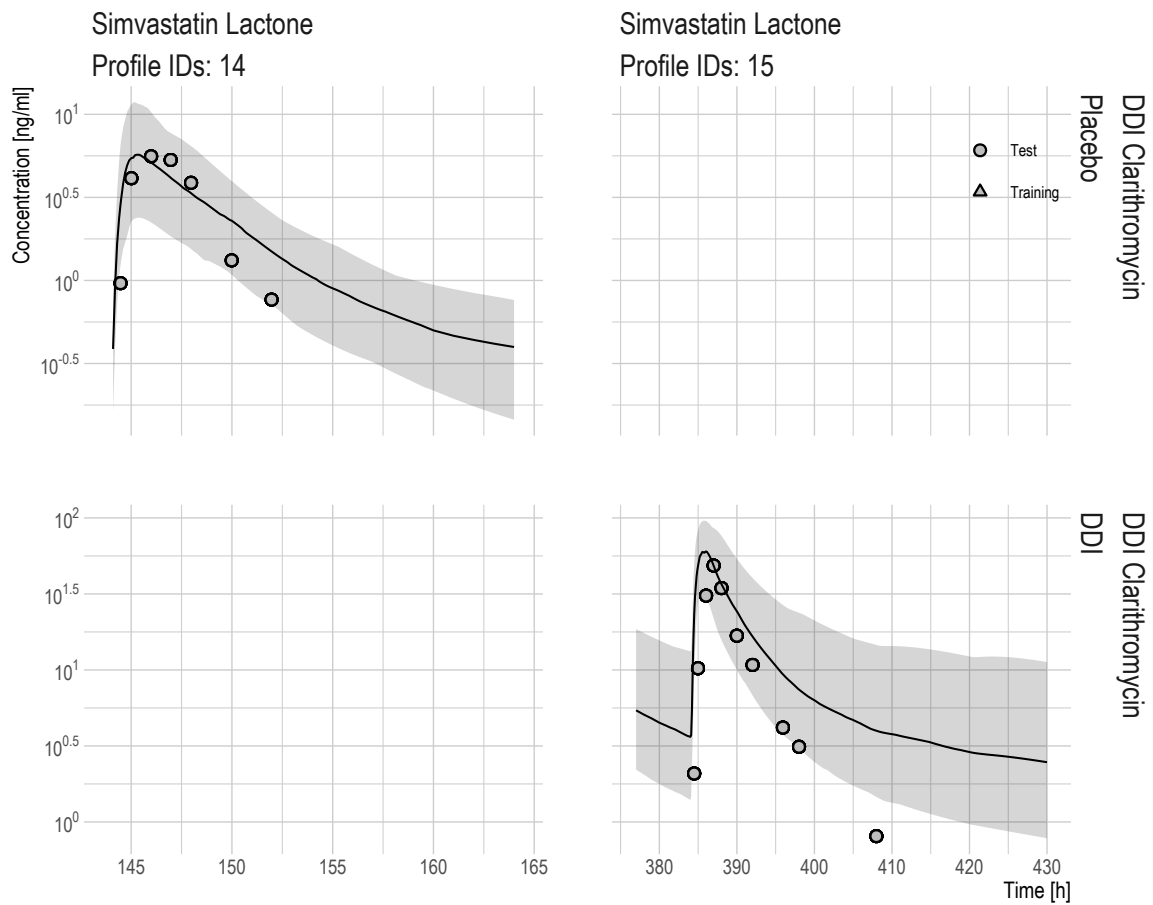 Simvastatin Lactone
Profile IDs: 14
Simvastatin Lactone
Profile IDs: 15
Concentration [ng/ml]
10^1
10^0.5
10^0
10^-0.5
Test
Training
DDI Clarithromycin
Placebo
10^2
10^1.5
10^1
10^0.5
10^0
DDI Clarithromycin
DDI
145 150 155 160 165
380 390 400 410 420 430
Time [h]